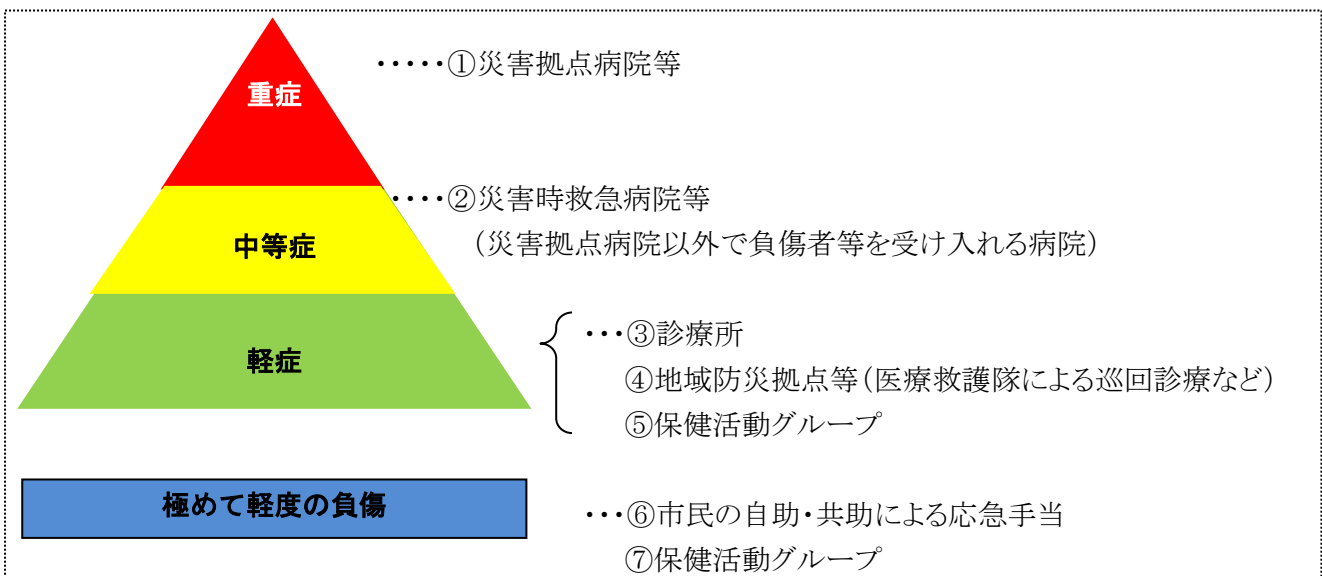 重症
・・・・・①災害拠点病院等
中等症
・・・・②災害時救急病院等
(災害拠点病院以外で負傷者等を受け入れる病院)
軽症
・・・③診療所
④地域防災拠点等(医療救護隊による巡回診療など)
⑤保健活動グループ
極めて軽度の負傷
・・・⑥市民の自助・共助による応急手当
⑦保健活動グループ